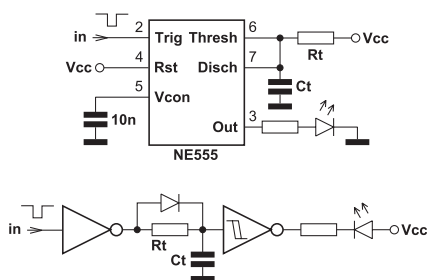 in
2 Trig Thresh 6 Vcc
Rt
Vcc 4 Rst Disch 7
Ct
5 Vcon
10n
Out 3
NE555
in
Rt
Ct
Vcc